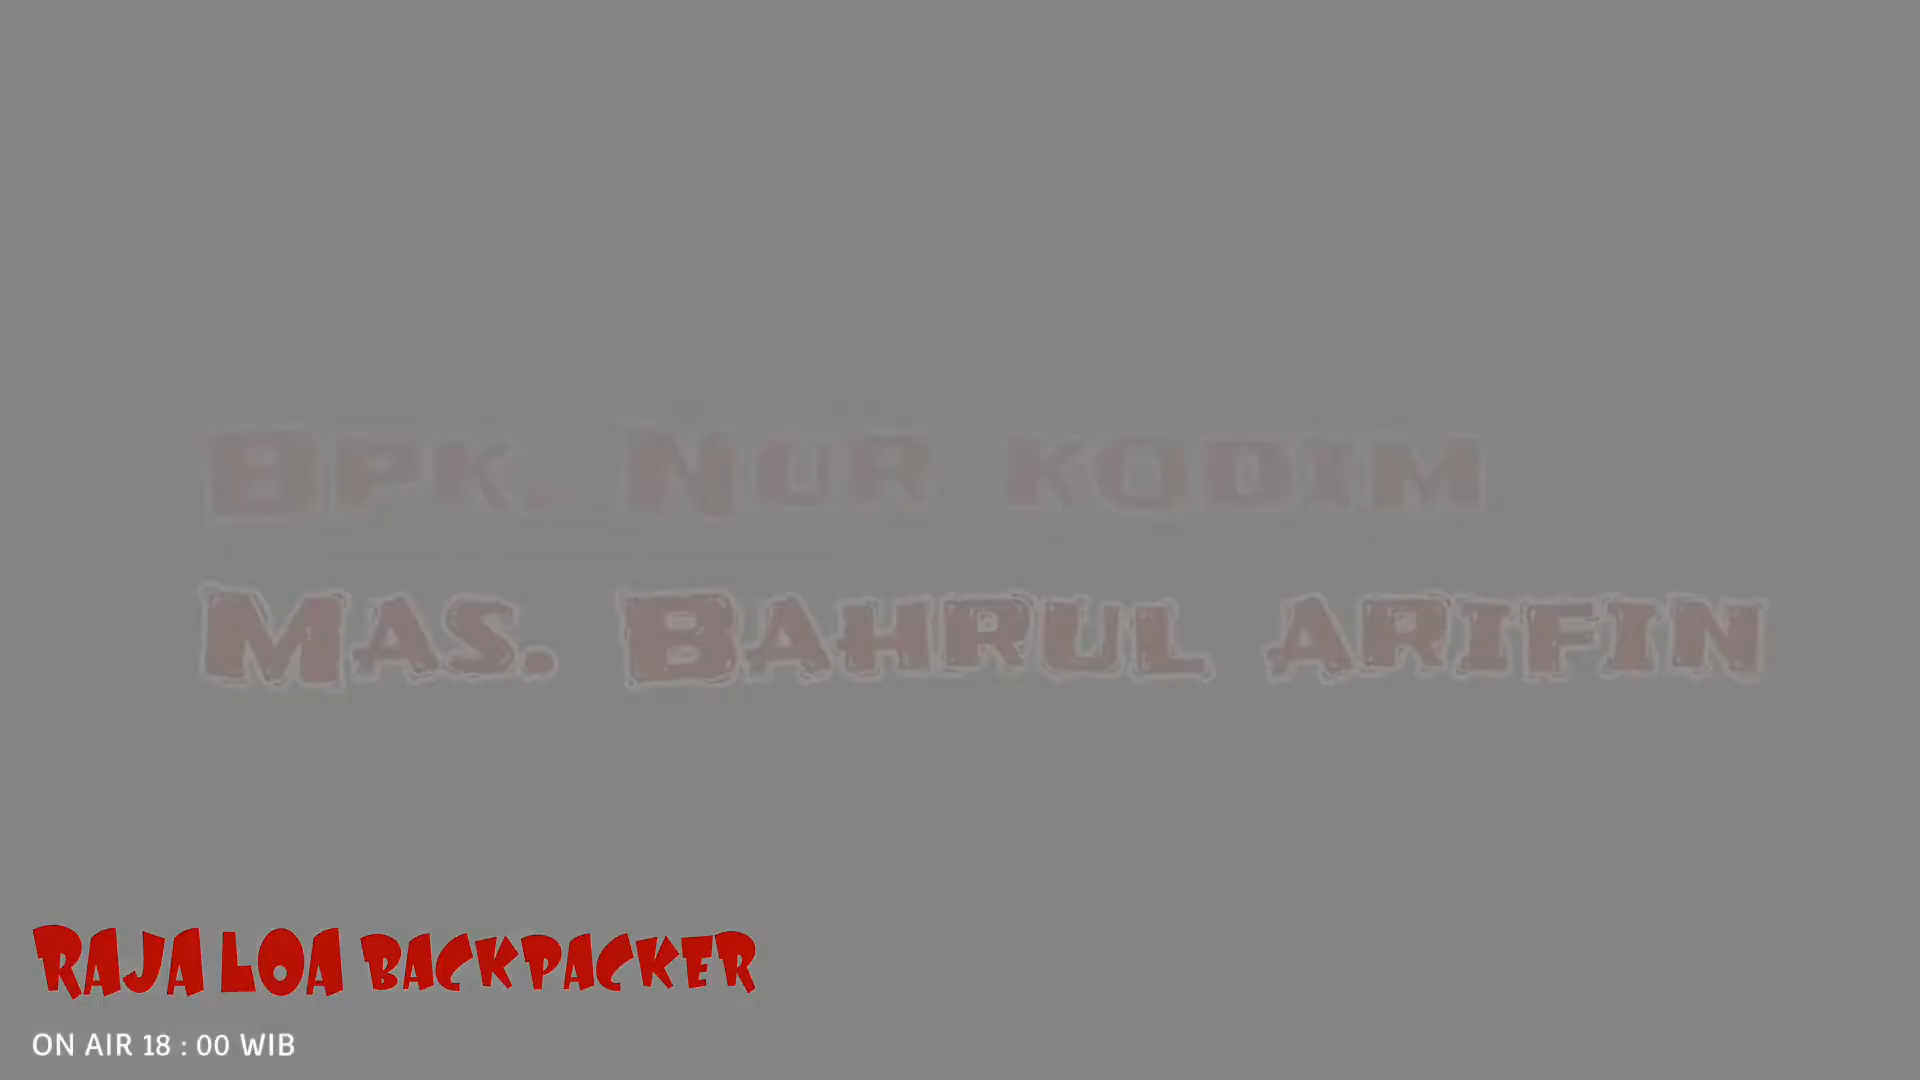 Bpk. Nur kodim
Mas. Bahrul arifin
RAJA LOA BACKPACKER
ON AIR 18 : 00 WIB